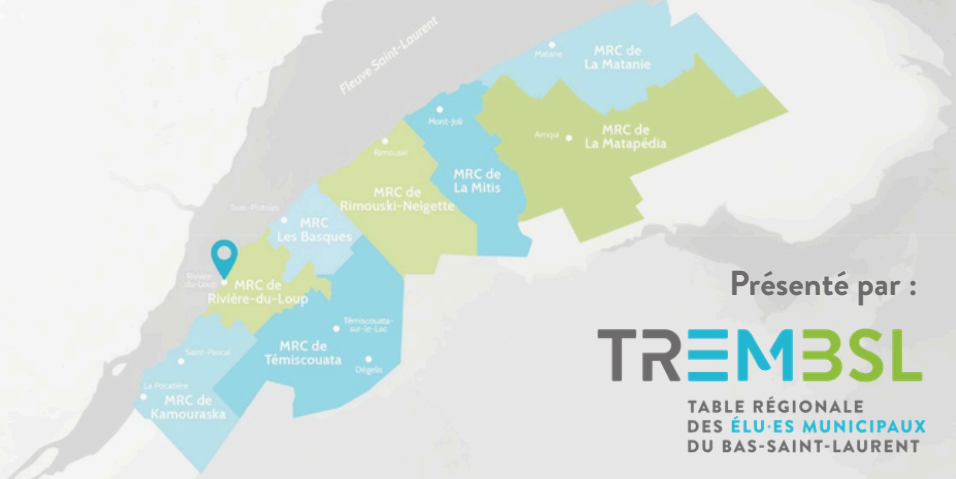 Fleuve Saint-Laurent
Matane
MRC de
La Matanie
Mont-Joli
Amqui
MRC de
La Matapédia
Rimouski
MRC de
La Mitis
MRC de
Rimouski-Neigette
Trois-Pistoles
MRC
Les Basques
Rivière-
du-Loup
MRC de
Rivière-du-Loup
Témiscouata-
sur-le-Lac
MRC de
Témiscouata
Dégelis
Saint-Pascal
La Pocatière
MRC de
Kamouraska
Présenté par :
TREMBSL
TABLE RÉGIONALE
DES ÉLU·ES MUNICIPAUX
DU BAS-SAINT-LAURENT